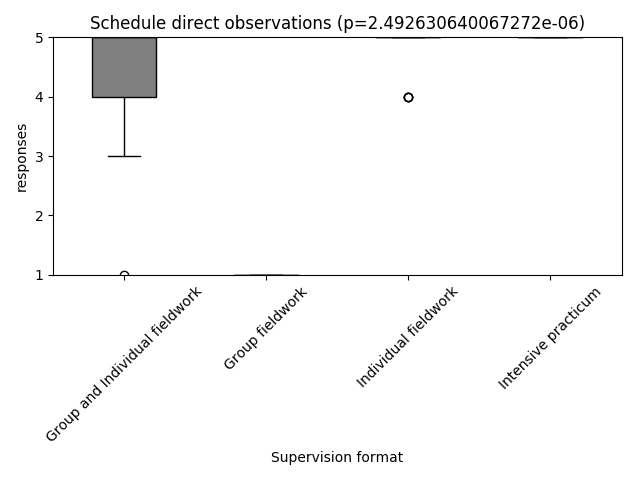 Schedule direct observations (p=2.492630640067272e-06)
responses
5
4
3
2
1
Group and Individual fieldwork
Group fieldwork
Individual fieldwork
Intensive practicum
Supervision format